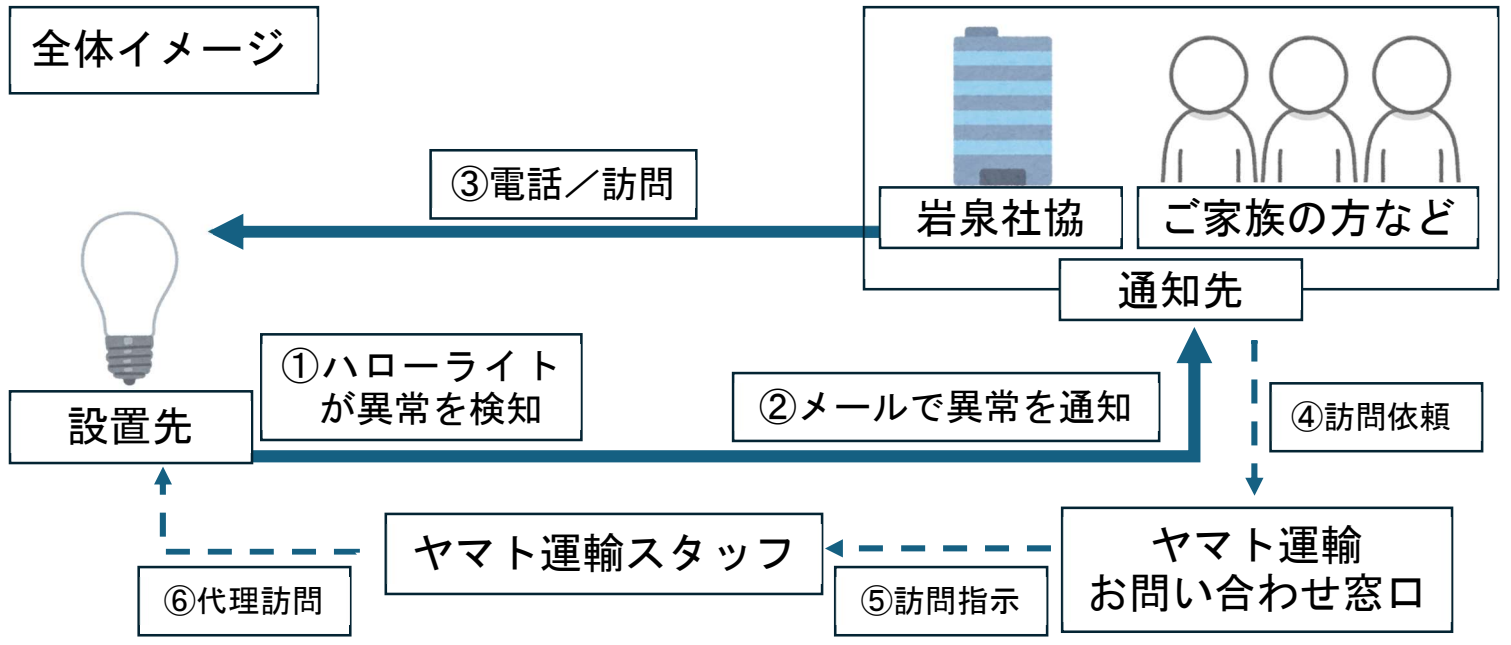 全体イメージ
岩泉社協
ご家族の方など
通知先
③電話／訪問
①ハローライト
が異常を検知
②メールで異常を通知
④訪問依頼
設置先
ヤマト運輸スタッフ
ヤマト運輸
お問い合わせ窓口
⑥代理訪問
⑤訪問指示